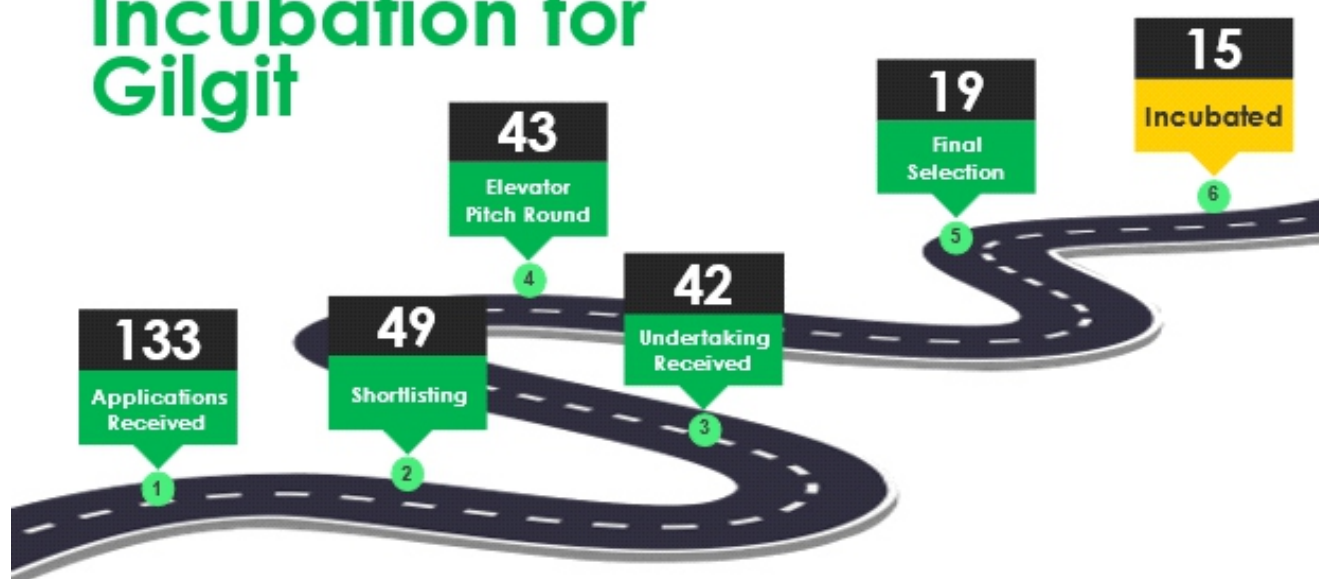 Incubation for
Gilgit
133
Applications
Received
1
49
Shortlisting
2
42
Undertaking
Received
3
43
Elevator
Pitch Round
4
19
Final
Selection
5
15
Incubated
6